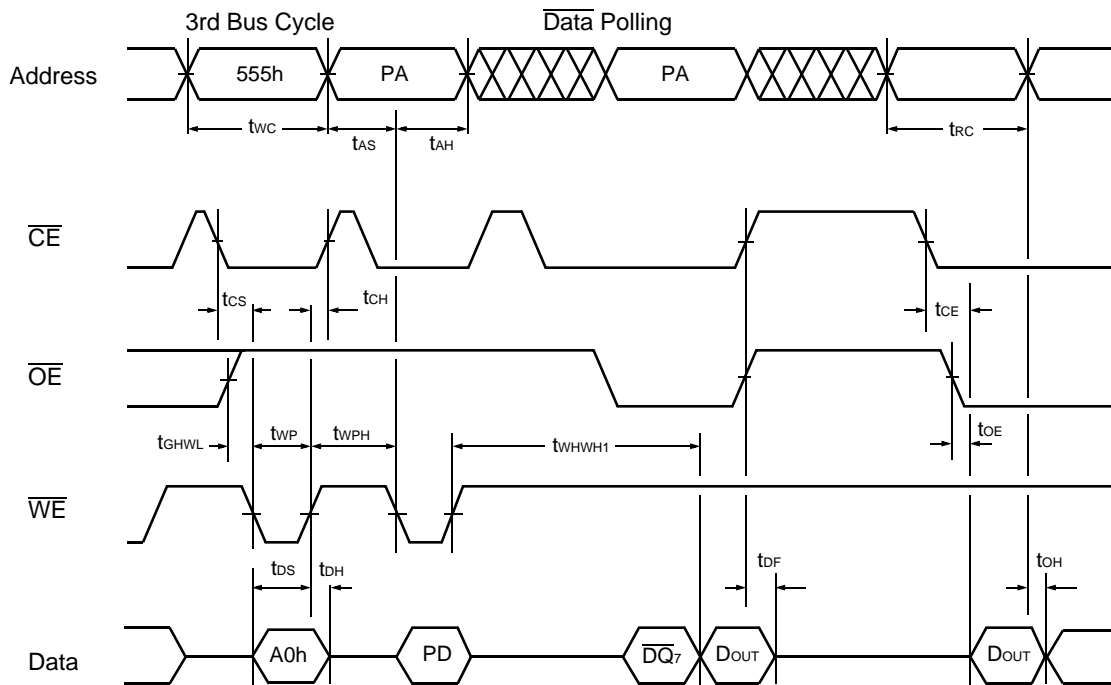 3rd Bus Cycle Data Polling
Address 555h PA PA
tWC tAS tAH tRC
CE
tCS tCH tCE
OE
tGHWL tWP tWPH tWHWH1 tOE
WE
tDS tDH tDF tOH
Data A0h PD DQ7 DOUT DOUT